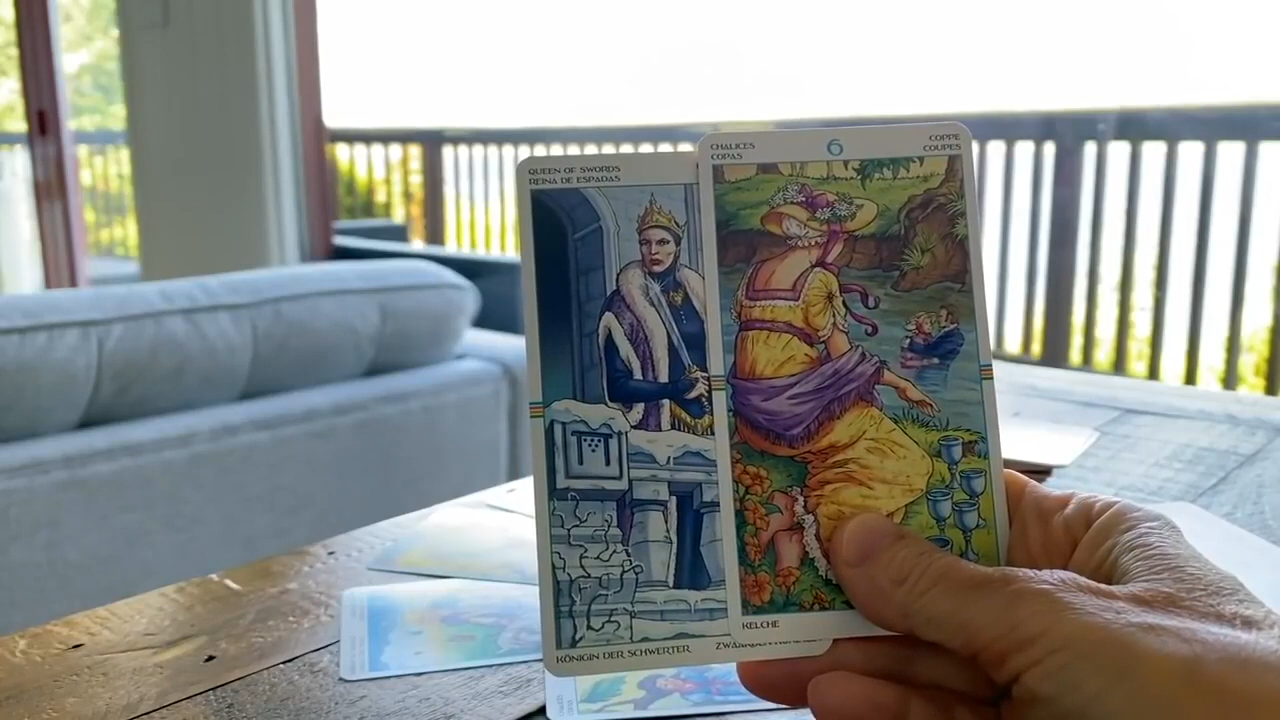 QUEEN OF SWORDS
REINA DE ESPADAS
KÖNIGIN DER SCHWERTER
CHALICES
COPAS
6
COPPE
COUPES
KELCHE